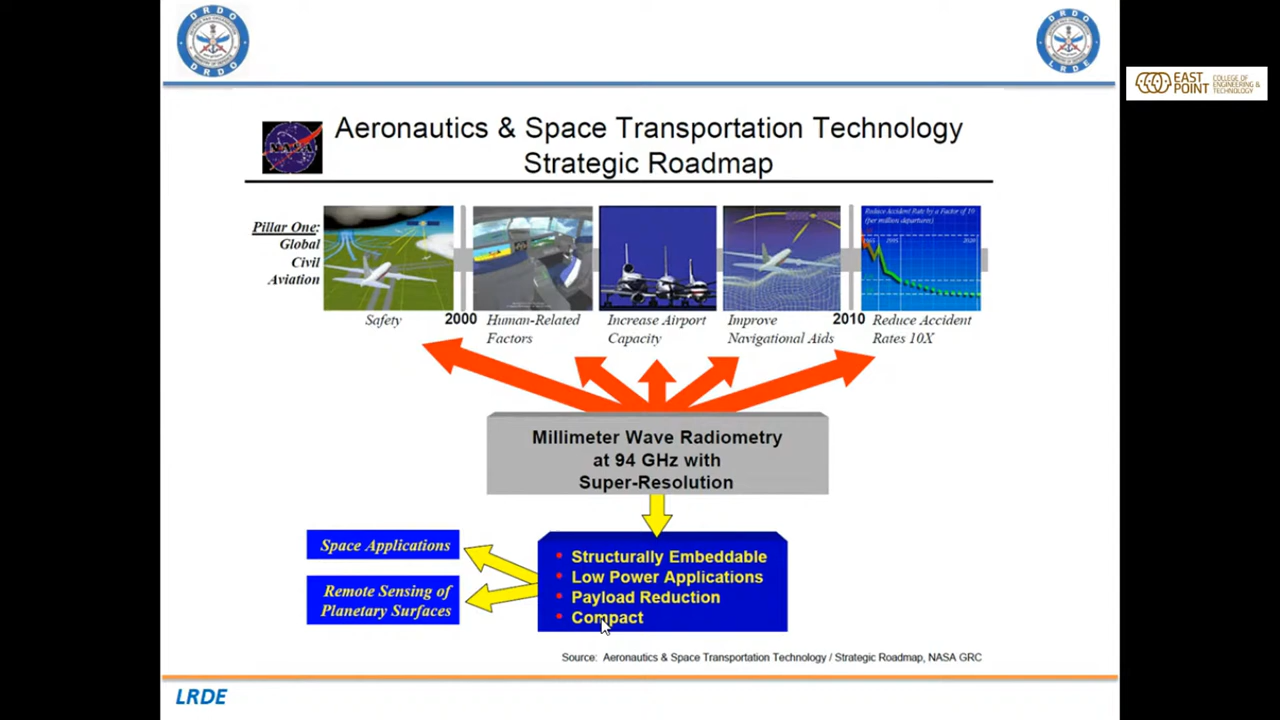 DRDO
DRDO
DRDO
LRDE
EAST
POINT
COLLEGE OF
ENGINEERING &
TECHNOLOGY
Aeronautics & Space Transportation Technology
Strategic Roadmap
NASA
Pillar One:
Global
Civil
Aviation
Reduce Accident Rate by a Factor of 10
(per million departures)
1995
2020
Safety
2000
Human-Related
Factors
Increase Airport
Capacity
Improve
Navigational Aids
2010
Reduce Accident
Rates 10X
Millimeter Wave Radiometry
at 94 GHz with
Super-Resolution
Space Applications
Remote Sensing of
Planetary Surfaces
• Structurally Embeddable
• Low Power Applications
• Payload Reduction
• Compact
Source: Aeronautics & Space Transportation Technology / Strategic Roadmap, NASA GRC
LRDE